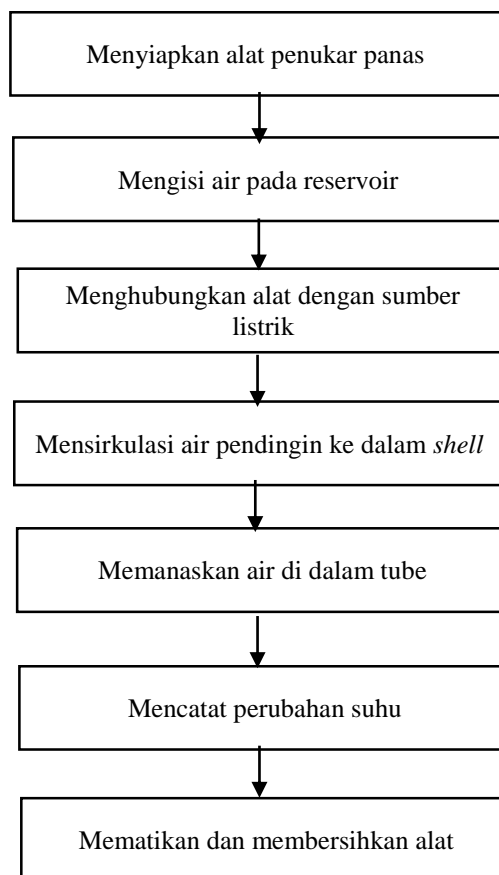 Menyiapkan alat penukar panas
Mengisi air pada reservoir
Menghubungkan alat dengan sumber
listrik
Mensirkulasi air pendingin ke dalam shell
Memanaskan air di dalam tube
Mencatat perubahan suhu
Mematikan dan membersihkan alat